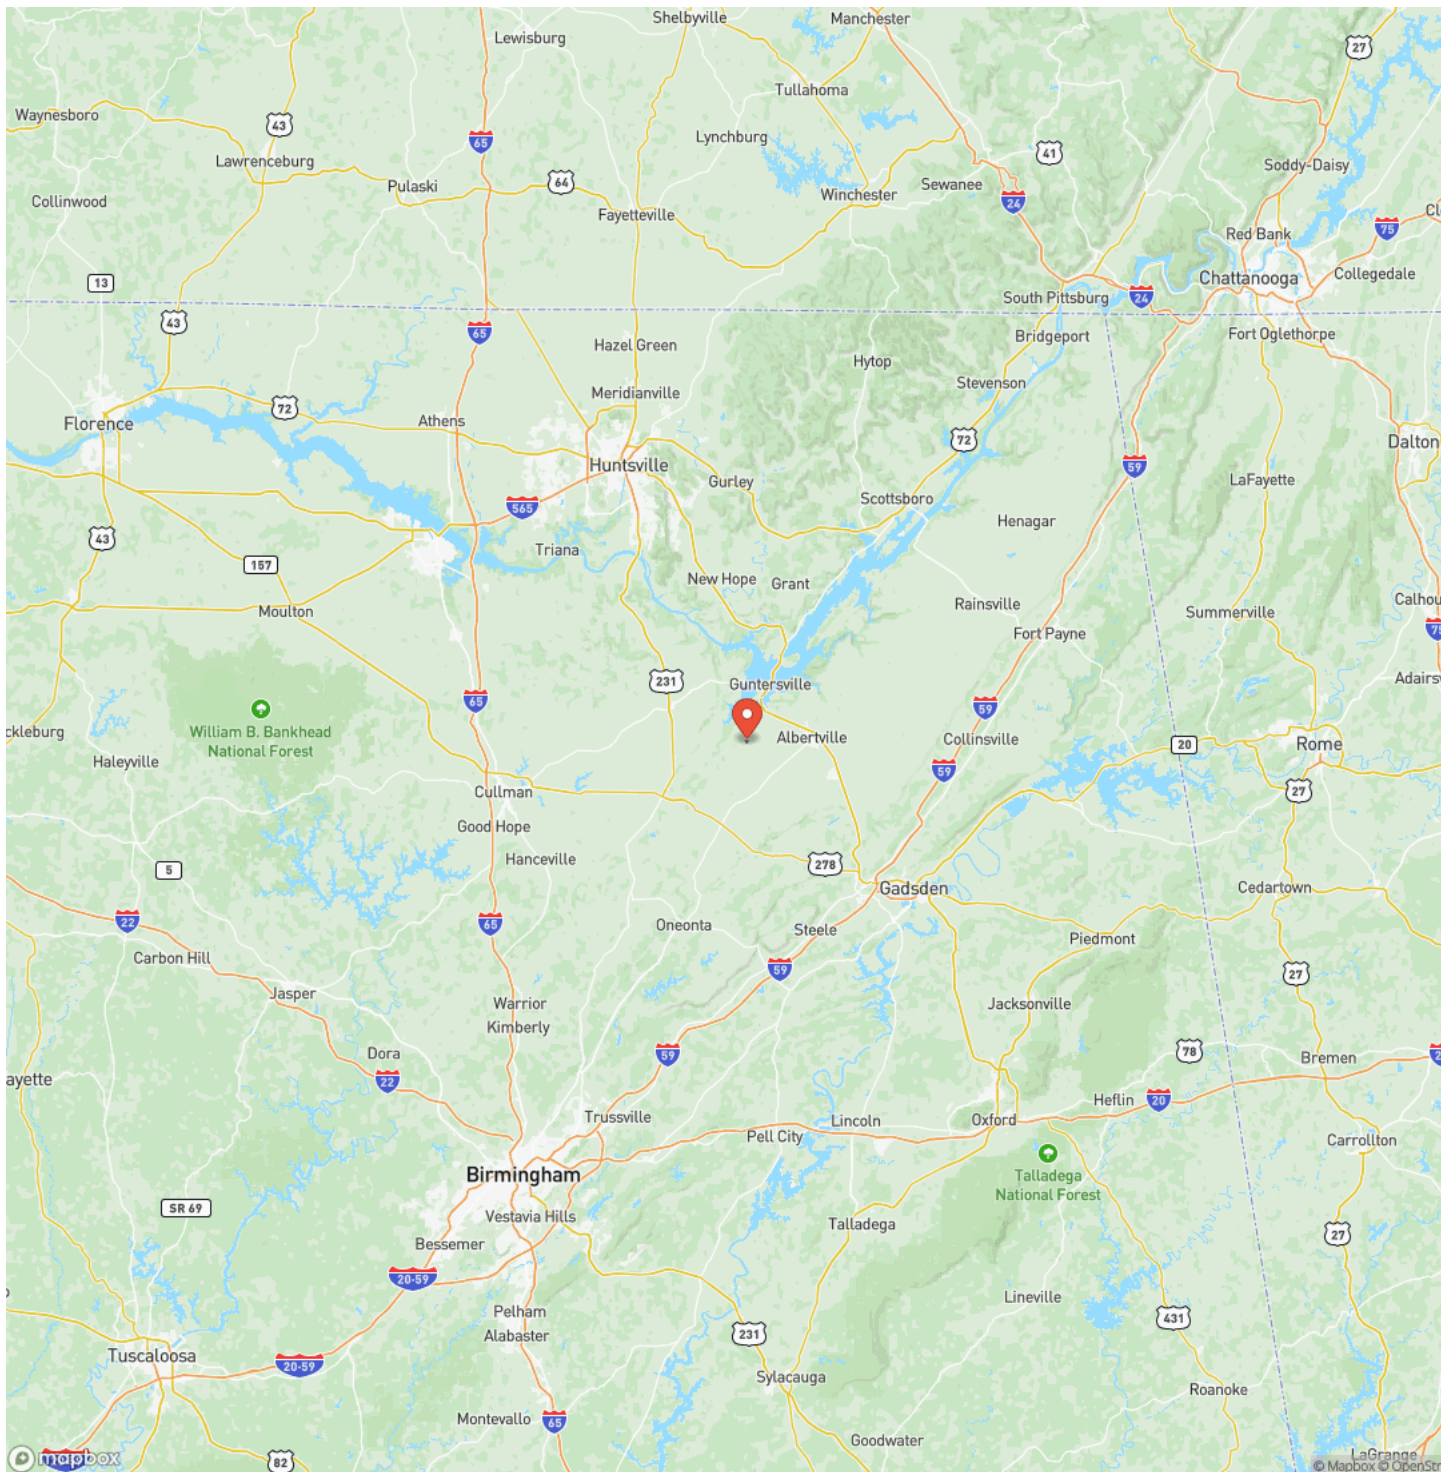 Shelbyville
Manchester
Lewisburg
27
Tullahoma
Waynesboro
43
65
Lynchburg
41
Lawrenceburg
Soddy-Daisy
Pulaski
64
Winchester
Sewanee
Collinwood
24
Fayetteville
75
Red Bank
Chattanooga
Collegedale
13
South Pittsburg
24
43
65
Bridgeport
Fort Oglethorpe
Hazel Green
Hytop
Stevenson
Meridianville
72
Athens
Florence
72
Dalton
Huntsville
59
Gurley
LaFayette
Scottsboro
565
Henagar
43
Triana
157
New Hope
Grant
Rainsville
Calhou
Moulton
Summerville
Fort Payne
75
231
Guntersville
Adairsv
65
59
William B. Bankhead
National Forest
ckleburg
Albertville
Collinsville
20
Rome
Haleyville
59
Cullman
27
Good Hope
Hanceville
278
5
Gadsden
Cedartown
22
65
Oneonta
Steele
Piedmont
Carbon Hill
59
27
Jasper
Warrior
Jacksonville
Kimberly
Dora
59
78
Bremen
ayette
22
Heflin
20
Trussville
Lincoln
Oxford
Pell City
Carrollton
Birmingham
Talladega
National Forest
SR 69
Vestavia Hills
Talladega
27
Bessemer
20-59
Lineville
Pelham
431
Alabaster
231
Tuscaloosa
20-59
Sylacauga
Roanoke
Montevallo
65
Goodwater
LaGrange
82
mapbox
© Mapbox © OpenStr